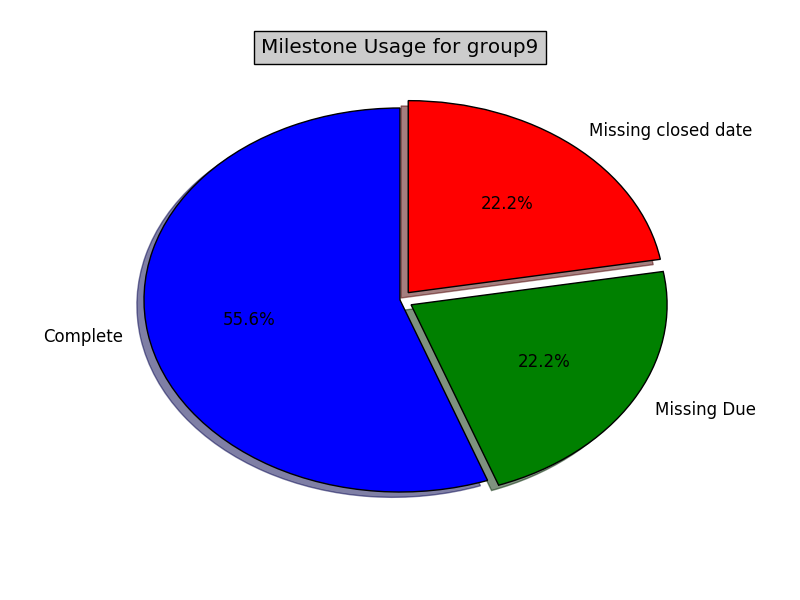 Milestone Usage for group9
Missing closed date
22.2%
55.6%
Complete
22.2%
Missing Due